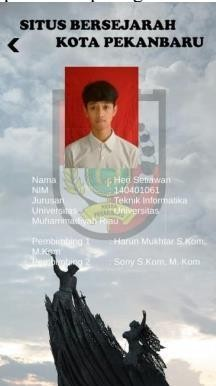 SITUS BERSEJARAH
KOTA PEKANBARU
Nama : Heri Setiawan
NIM : 140401061
Jurusan : Teknik Informatika
Universitas : Universitas
Muhammadiyah Riau
Pembimbing 1 : Harun Mukhtar S.Kom,
M.Kom
Pembimbing 2 : Sony S.Kom, M. Kom